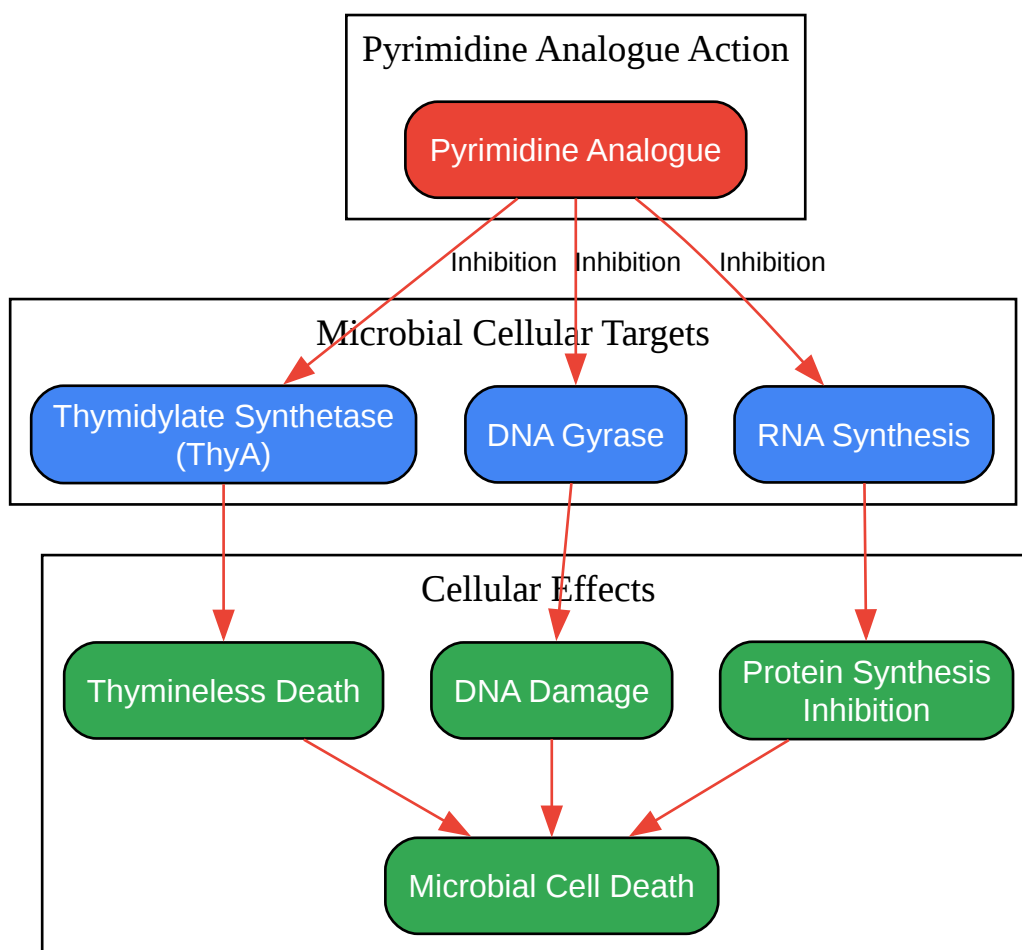 Pyrimidine Analogue Action
Pyrimidine Analogue
Inhibition
Inhibition
Inhibition
Microbial Cellular Targets
Thymidylate Synthetase
(ThyA)
DNA Gyrase
RNA Synthesis
Cellular Effects
Thymineless Death
DNA Damage
Protein Synthesis
Inhibition
Microbial Cell Death